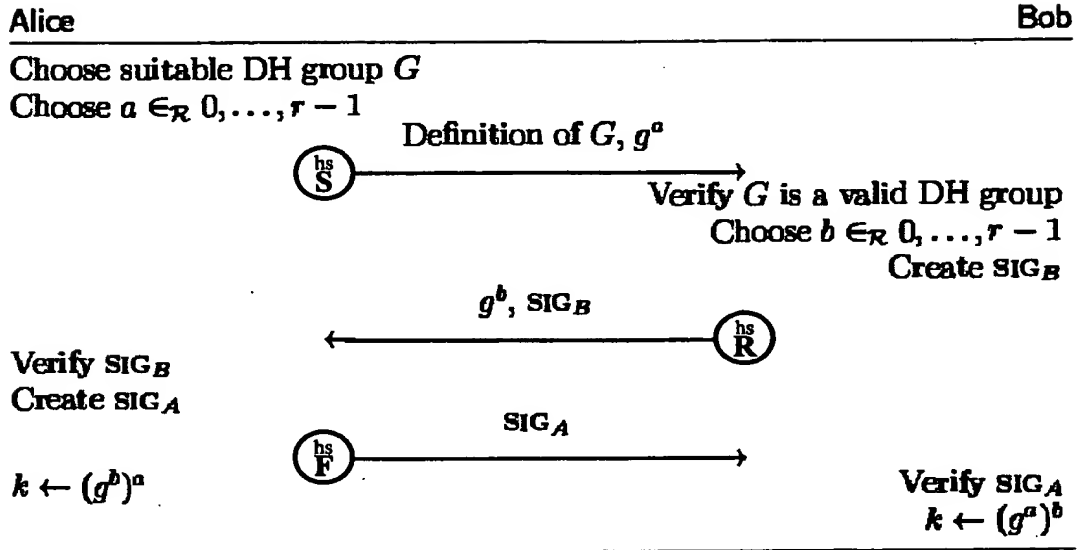 Alice Bob
Choose suitable DH group G
Choose a ∈R 0, . . . , r − 1
Definition of G, g^a
hs
S
Verify G is a valid DH group
Choose b ∈R 0, . . . , r − 1
Create SIG_B
g^b, SIG_B
hs
R
Verify SIG_B
Create SIG_A
SIG_A
hs
F
k ← (g^b)^a
Verify SIG_A
k ← (g^a)^b